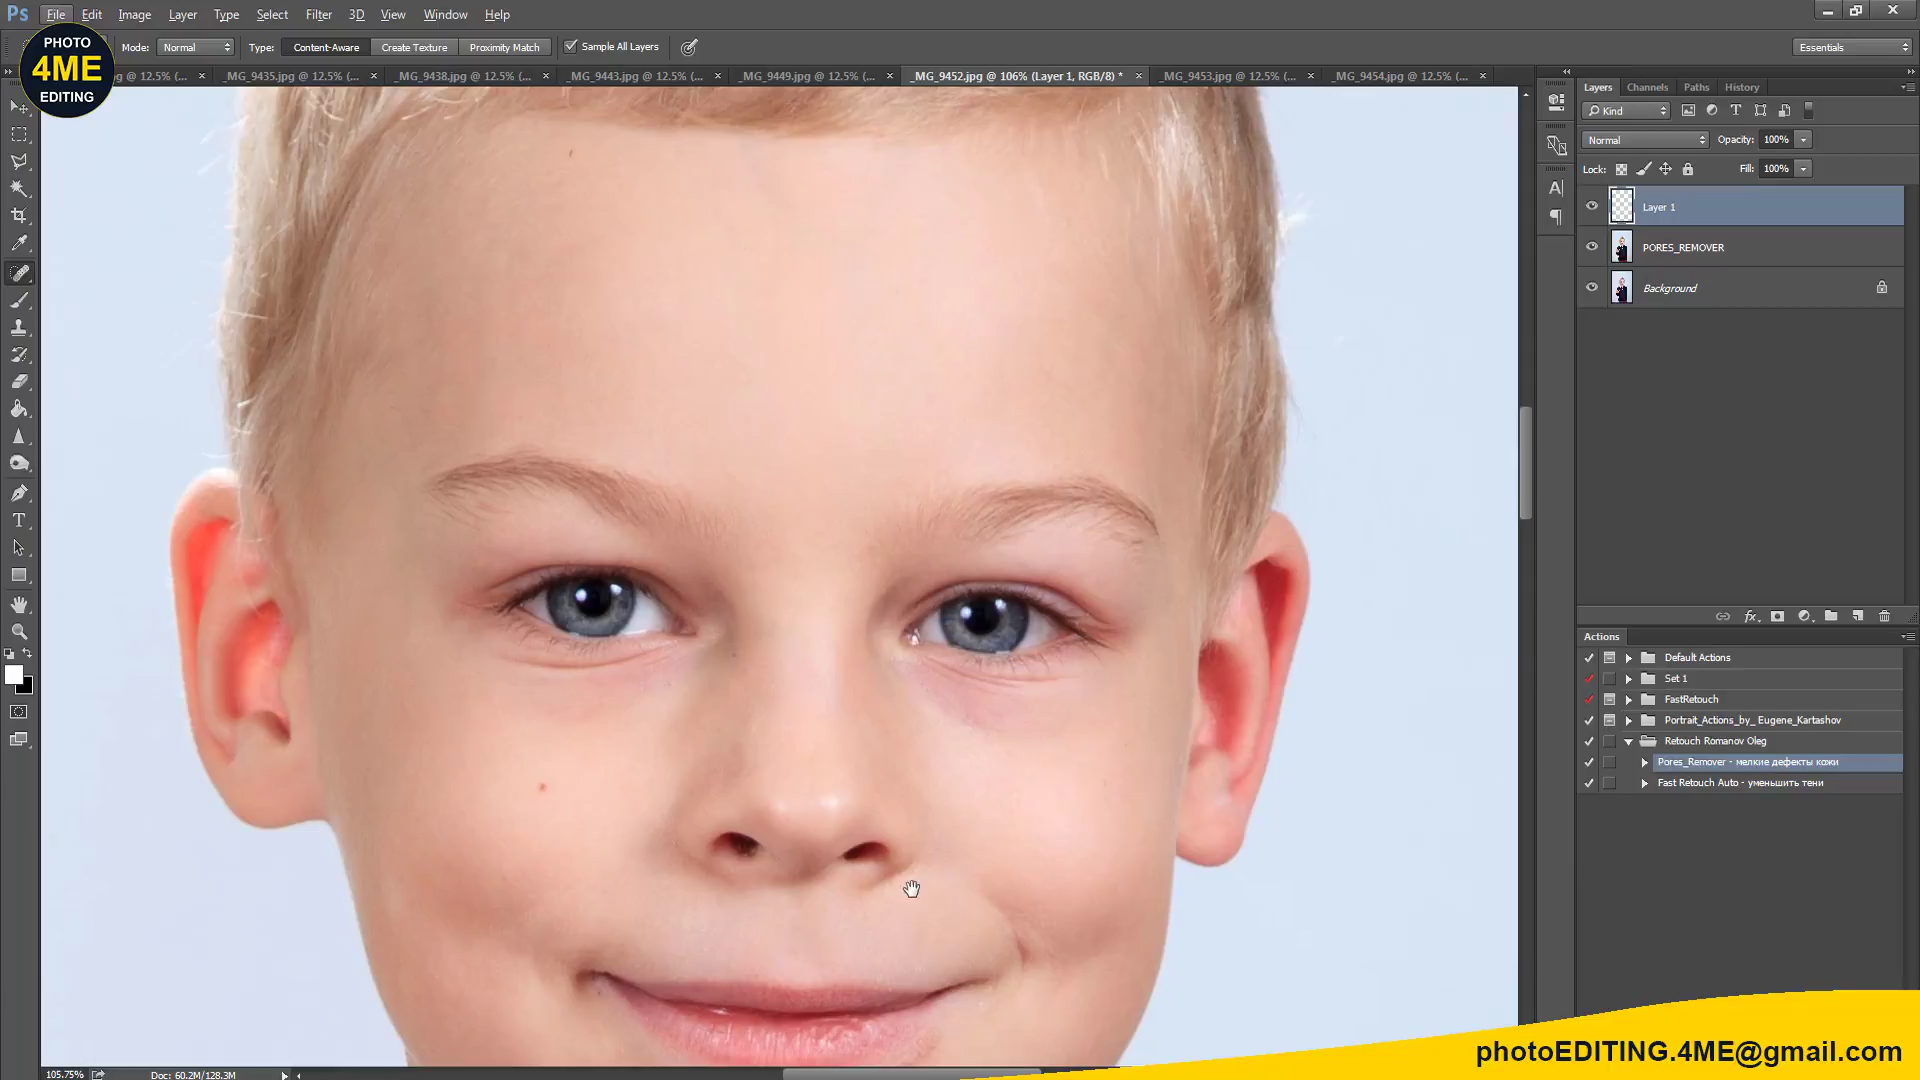 Ps File Edit Image Layer Type Select Filter 3D View Window Help
PHOTO
4ME
EDITING
Mode: Normal Type: Content-Aware Create Texture Proximity Match Sample All Layers Essentials
g @ 12.5% (... _MG_9435.jpg @ 12.5% (... _MG_9438.jpg @ 12.5% (... _MG_9443.jpg @ 12.5% (... _MG_9449.jpg @ 12.5% (... _MG_9452.jpg @ 106% (Layer 1, RGB/8) * _MG_9453.jpg @ 12.5% (... _MG_9454.jpg @ 12.5% (...
Layers Channels Paths History
Kind
Normal Opacity: 100%
Lock: Fill: 100%
Layer 1
PORES_REMOVER
Background
Actions
Default Actions
Set 1
FastRetouch
Portrait_Actions_by_ Eugene_Kartashov
Retouch Romanov Oleg
Pores_Remover - мелкие дефекты кожи
Fast Retouch Auto - уменьшить тени
photoEDITING.4ME@gmail.com
105.75% Doc: 60.2M/128.3M